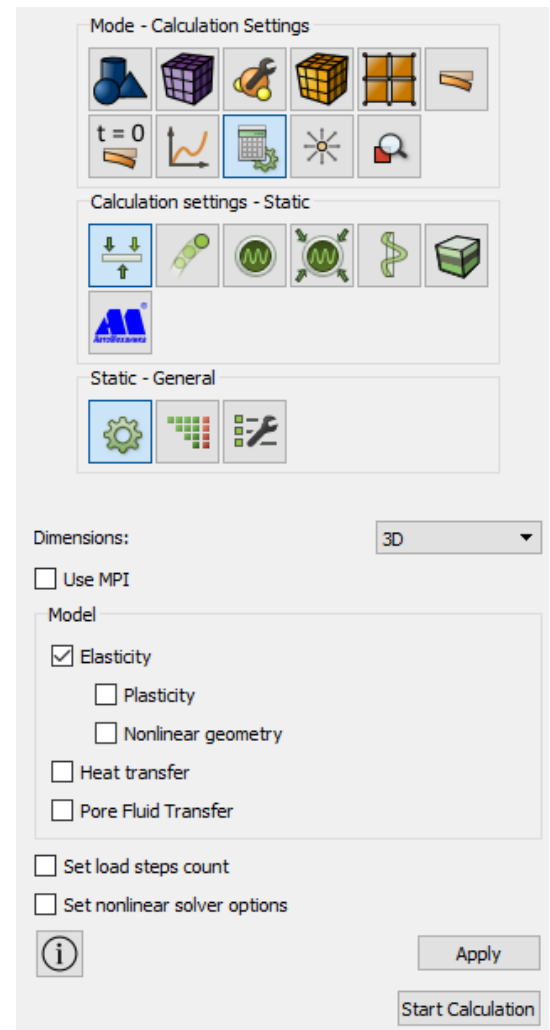 Mode - Calculation Settings
t = 0
Calculation settings - Static
®
АвтоМеханика
Static - General
Dimensions:
3D
Use MPI
Model
Elasticity
Plasticity
Nonlinear geometry
Heat transfer
Pore Fluid Transfer
Set load steps count
Set nonlinear solver options
i
Apply
Start Calculation